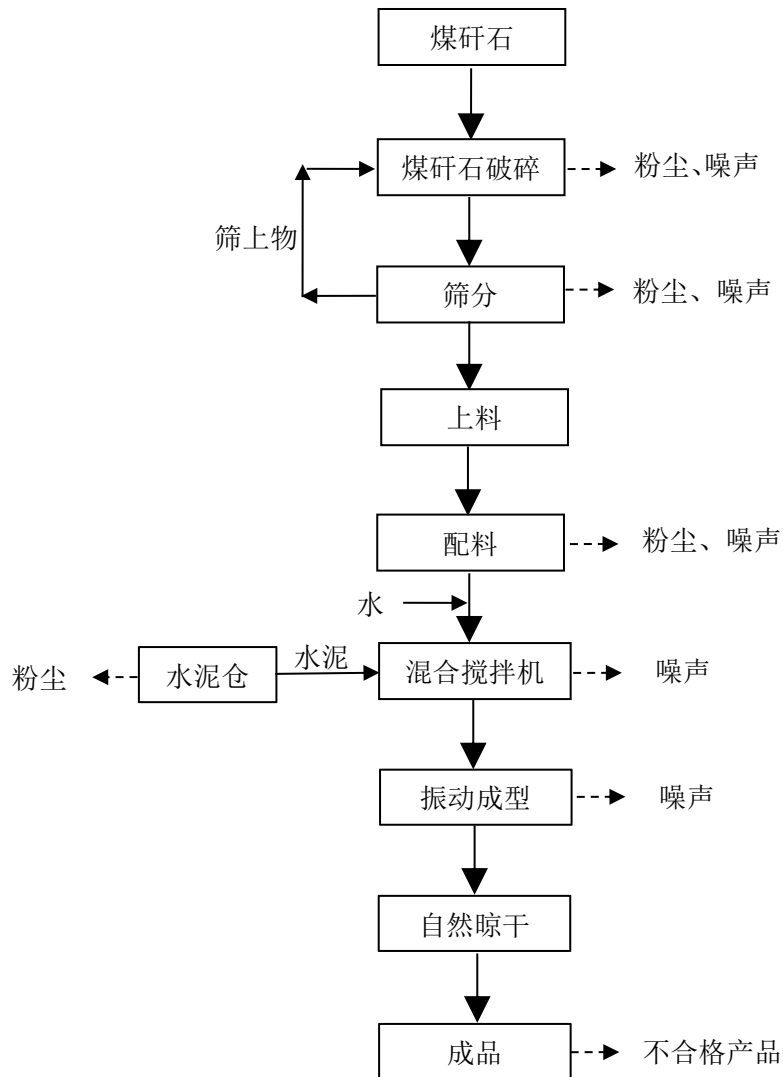 煤矸石
煤矸石破碎
粉尘、噪声
筛上物
筛分
粉尘、噪声
上料
配料
粉尘、噪声
水
水泥
粉尘
水泥仓
混合搅拌机
噪声
振动成型
噪声
自然晾干
成品
不合格产品